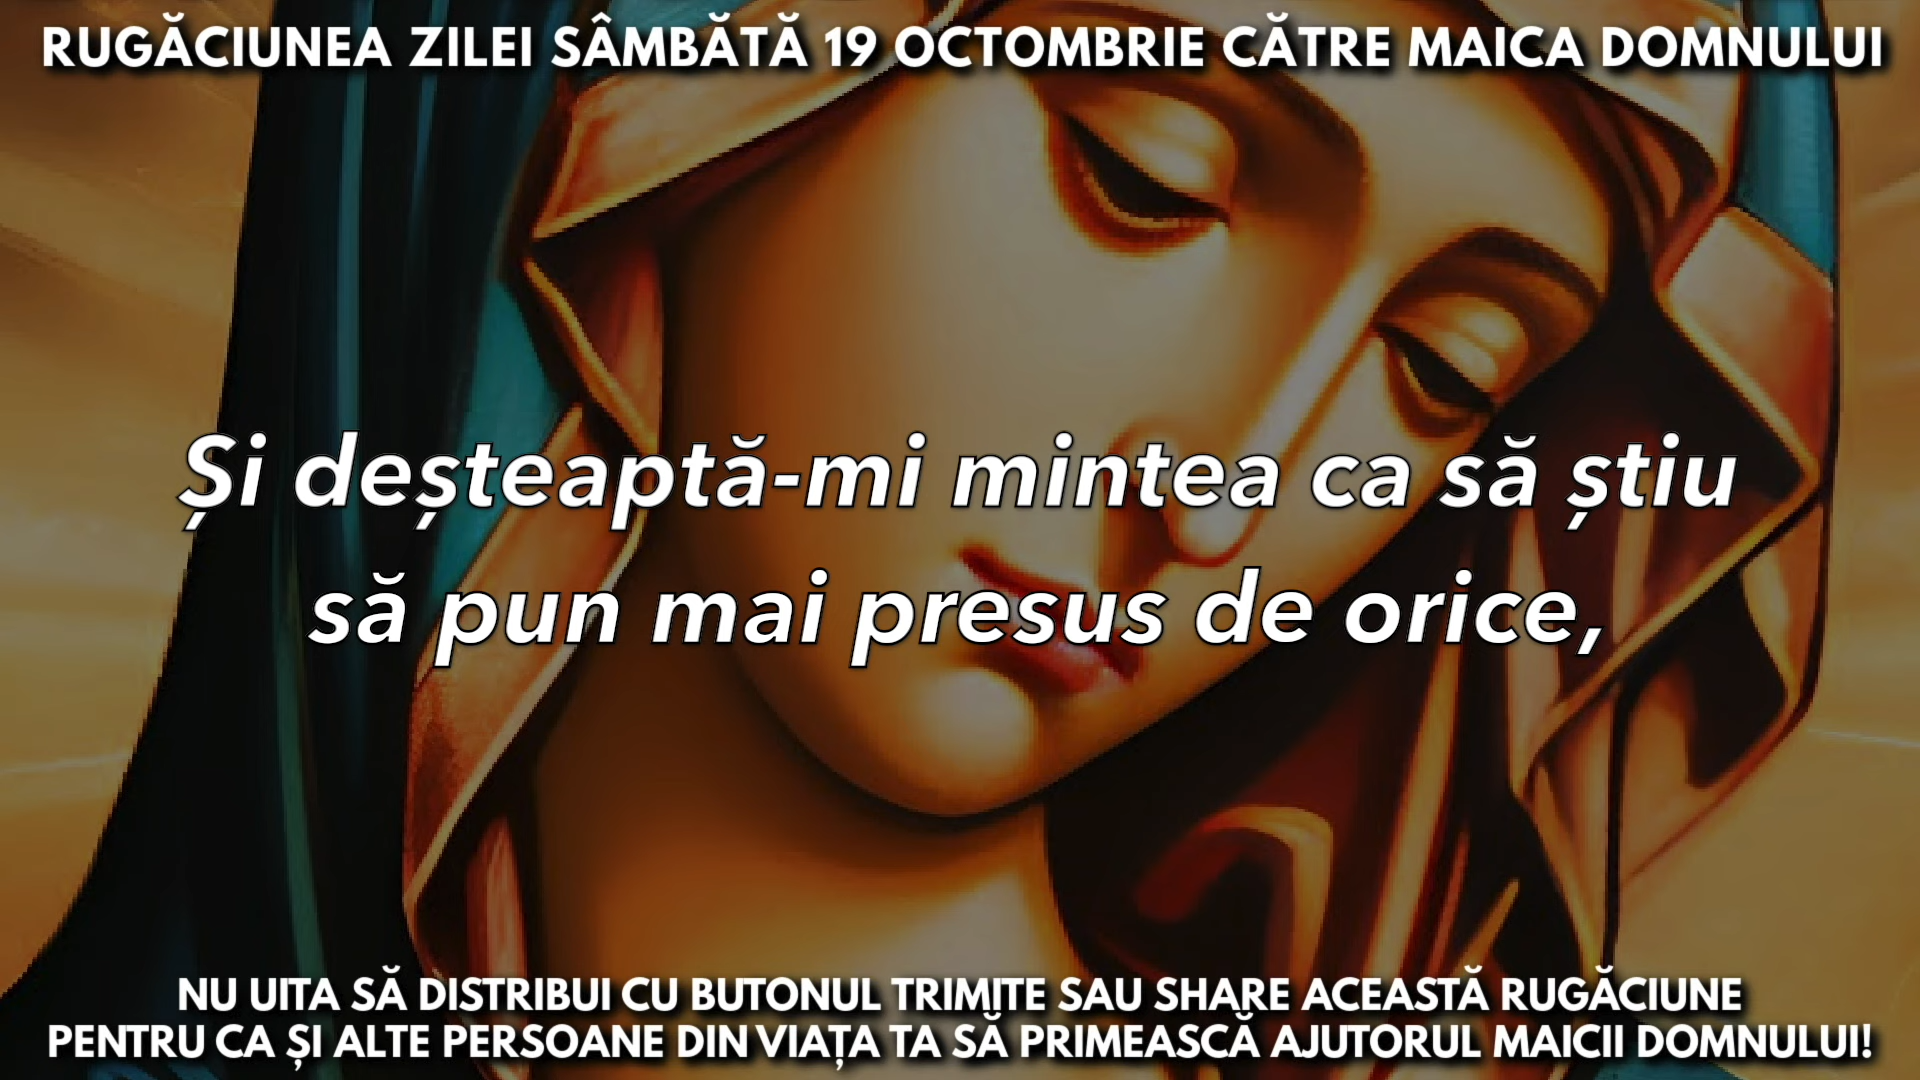 RUGĂCIUNEA ZILEI SÂMBĂTĂ 19 OCTOMBRIE CĂTRE MAICA DOMNULUI
Și deșteaptă-mi mintea ca să știu
să pun mai presus de orice,
NU UITA SĂ DISTRIBUI CU BUTONUL TRIMITE SAU SHARE ACEASTĂ RUGĂCIUNE
PENTRU CA ȘI ALTE PERSOANE DIN VIAȚA TA SĂ PRIMEASCĂ AJUTORUL MAICII DOMNULUI!